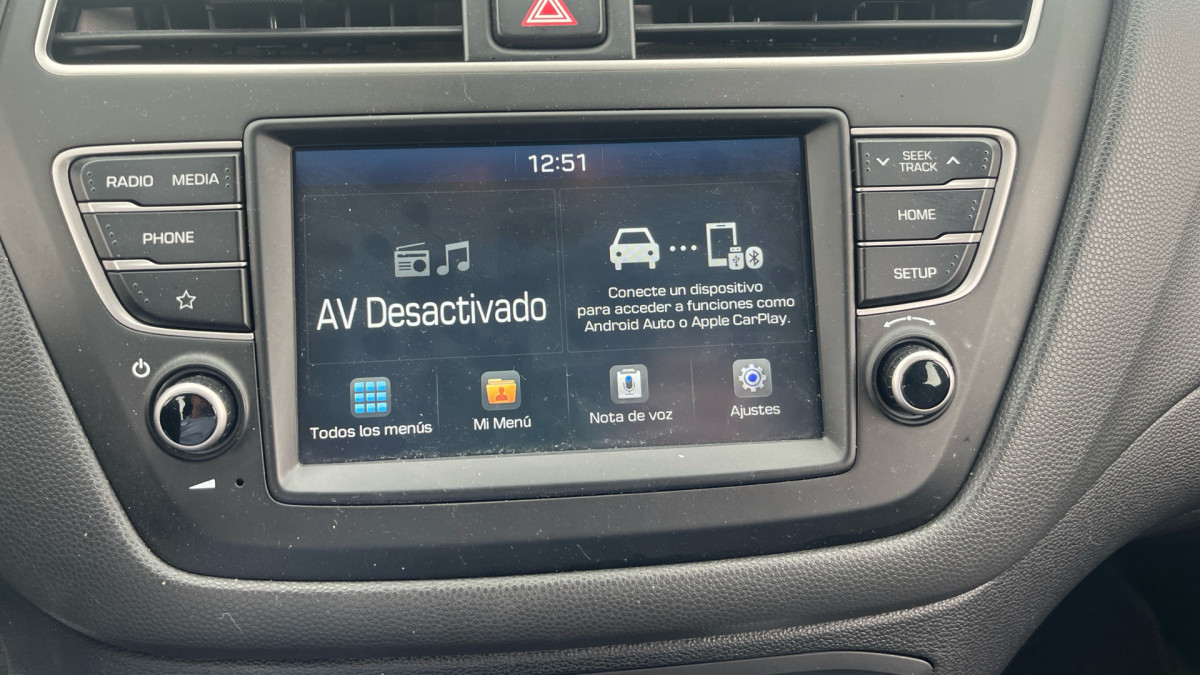 12:51
RADIO MEDIA
PHONE
SEEK
TRACK
HOME
SETUP
AV Desactivado
Conecte un dispositivo
para acceder a funciones como
Android Auto o Apple CarPlay.
Todos los menús
Mi Menú
Nota de voz
Ajustes